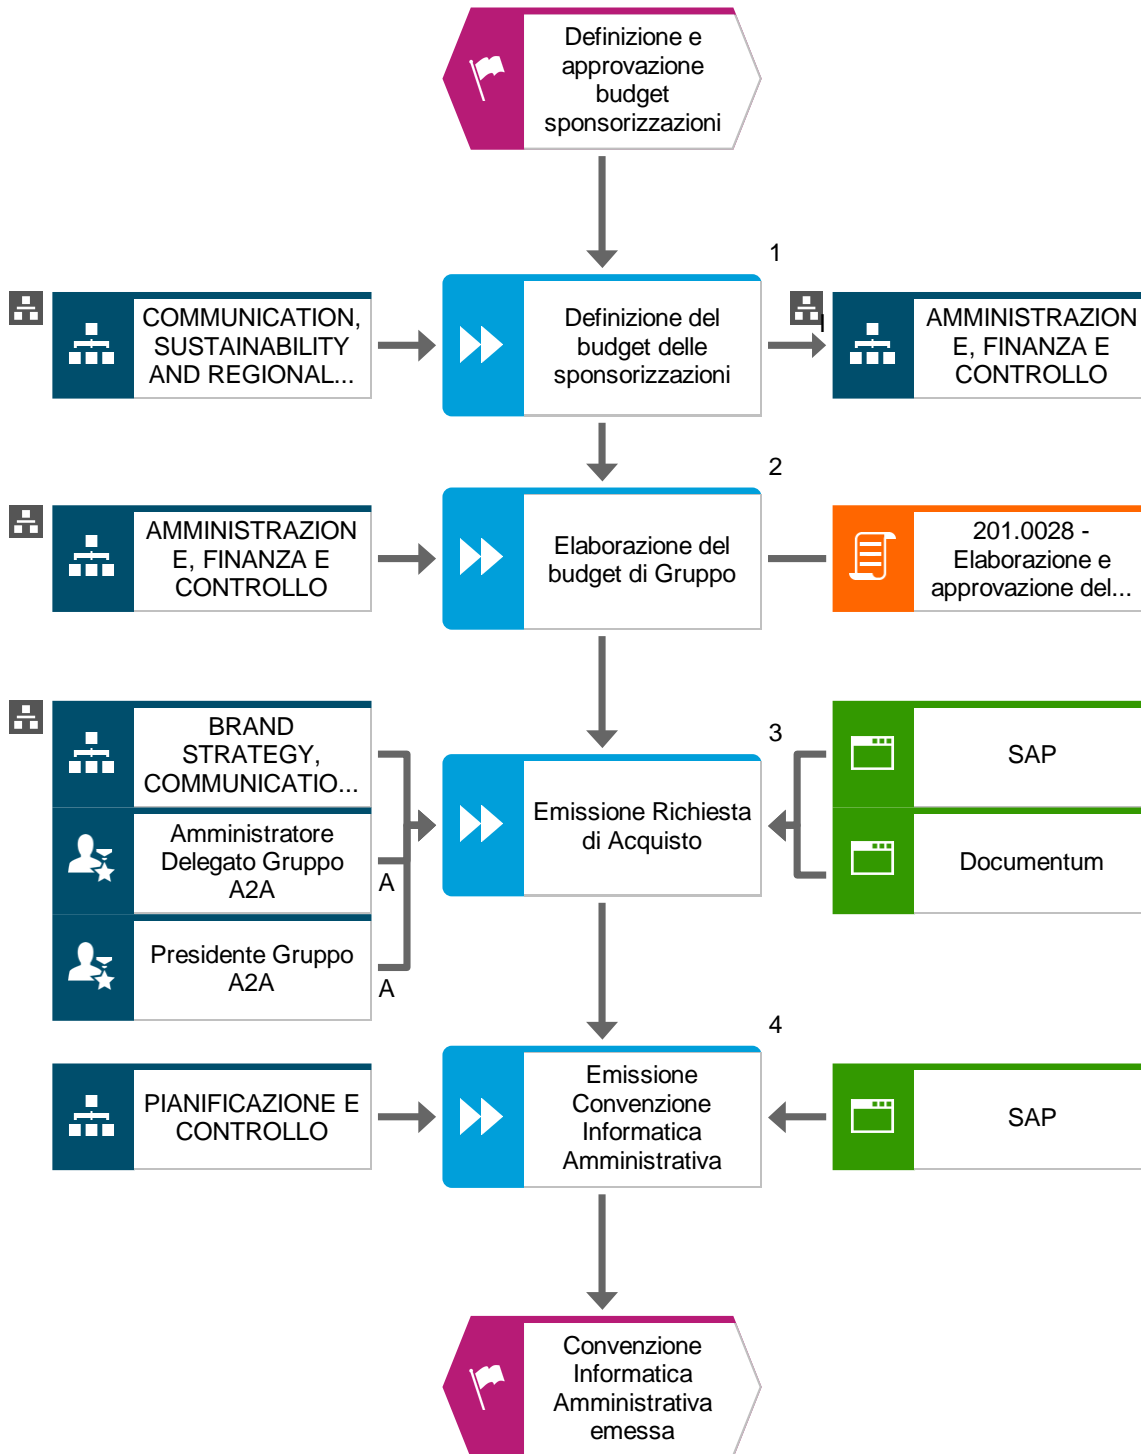 Definizione e
approvazione
budget
sponsorizzazioni
1
COMMUNICATION,
SUSTAINABILITY
AND REGIONAL...
Definizione del
budget delle
sponsorizzazioni
I
AMMINISTRAZION
E, FINANZA E
CONTROLLO
2
AMMINISTRAZION
E, FINANZA E
CONTROLLO
Elaborazione del
budget di Gruppo
201.0028 -
Elaborazione e
approvazione del...
3
BRAND
STRATEGY,
COMMUNICATIO...
Amministratore
Delegato Gruppo
A2A
A
Presidente Gruppo
A2A
A
Emissione Richiesta
di Acquisto
SAP
Documentum
4
PIANIFICAZIONE E
CONTROLLO
Emissione
Convenzione
Informatica
Amministrativa
SAP
Convenzione
Informatica
Amministrativa
emessa